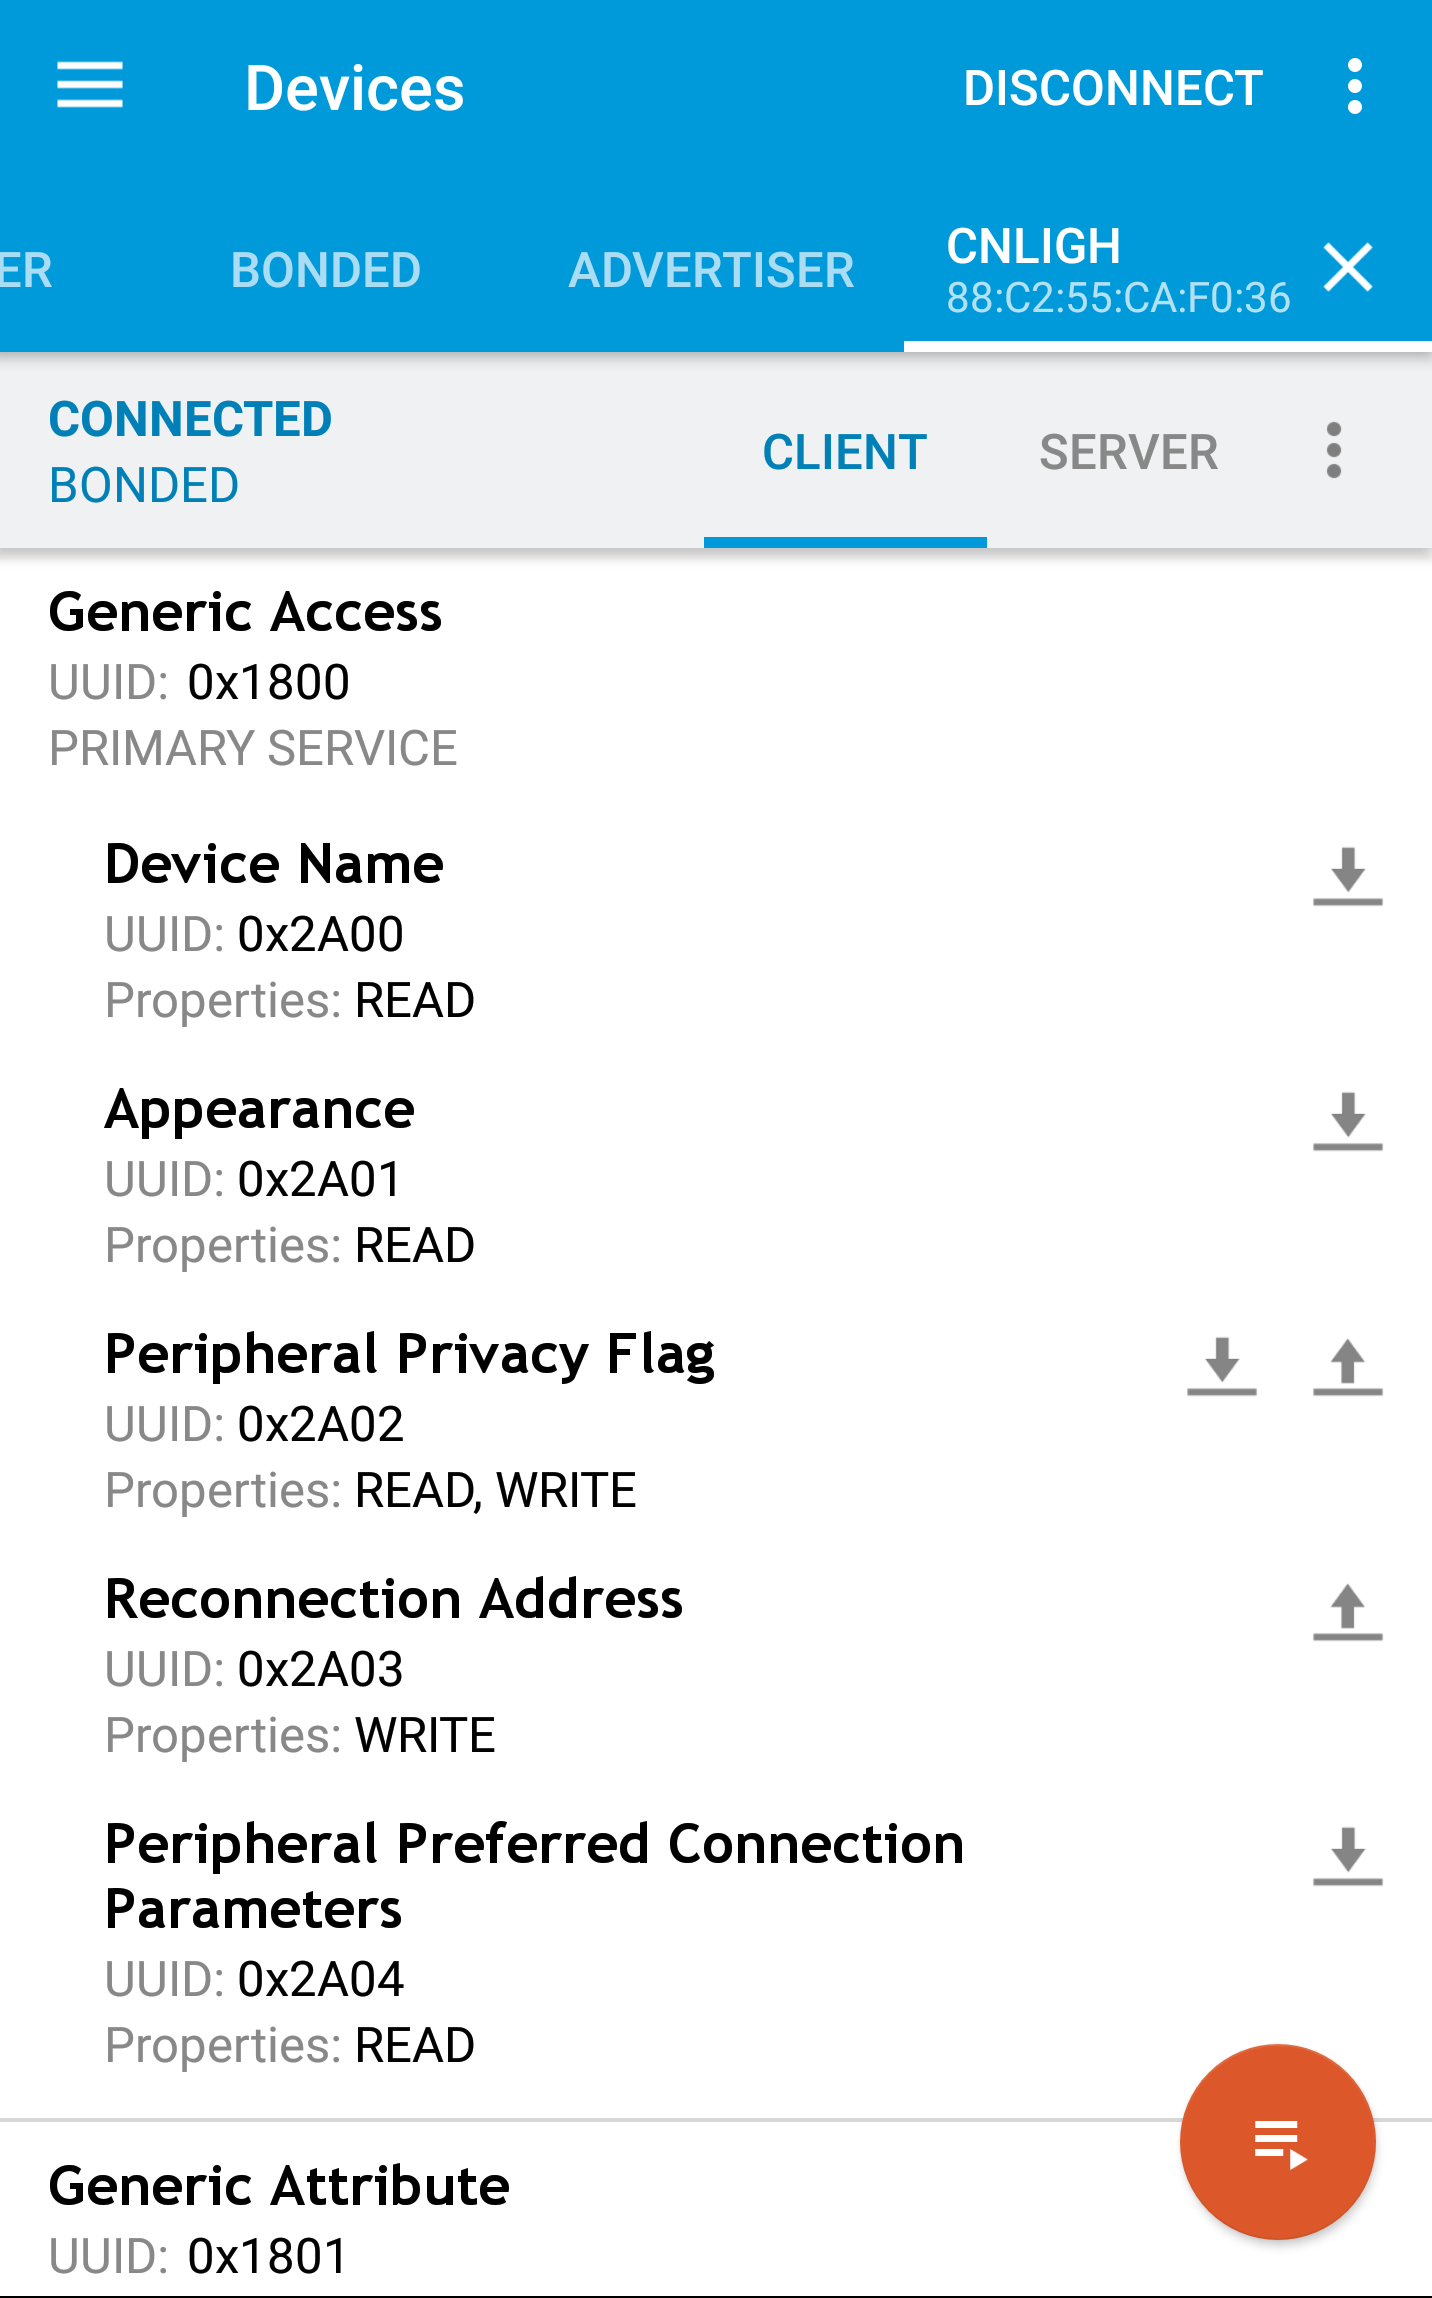 Devices
DISCONNECT
ER
BONDED
ADVERTISER
CNLIGH
88:C2:55:CA:F0:36
CONNECTED
BONDED
CLIENT
SERVER
Generic Access
UUID: 0x1800
PRIMARY SERVICE
Device Name
UUID: 0x2A00
Properties: READ
Appearance
UUID: 0x2A01
Properties: READ
Peripheral Privacy Flag
UUID: 0x2A02
Properties: READ, WRITE
Reconnection Address
UUID: 0x2A03
Properties: WRITE
Peripheral Preferred Connection
Parameters
UUID: 0x2A04
Properties: READ
Generic Attribute
UUID: 0x1801